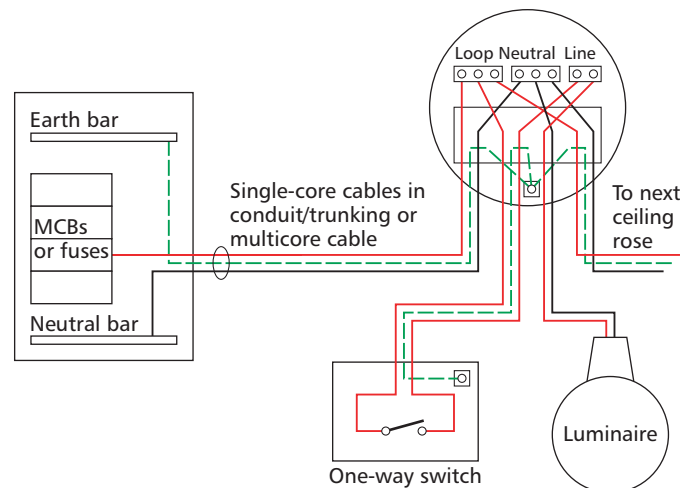 Loop Neutral Line
Earth bar
MCBs
or fuses
Neutral bar
Single-core cables in
conduit/trunking or
multicore cable
To next
ceiling
rose
One-way switch
Luminaire